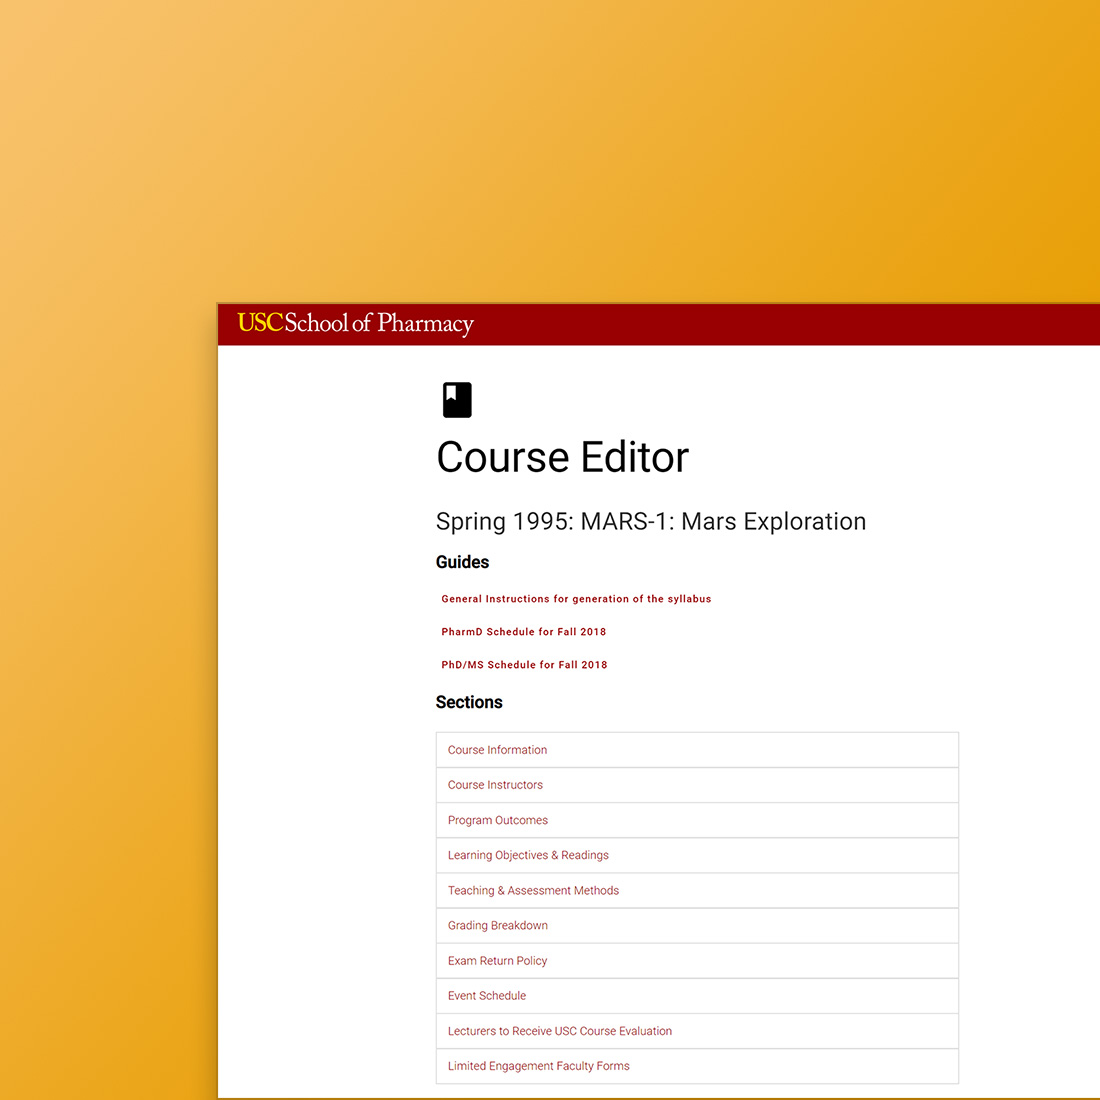 USC School of Pharmacy
Course Editor
Spring 1995: MARS-1: Mars Exploration
Guides
General Instructions for generation of the syllabus
PharmD Schedule for Fall 2018
PhD/MS Schedule for Fall 2018
Sections
Course Information
Course Instructors
Program Outcomes
Learning Objectives & Readings
Teaching & Assessment Methods
Grading Breakdown
Exam Return Policy
Event Schedule
Lecturers to Receive USC Course Evaluation
Limited Engagement Faculty Forms